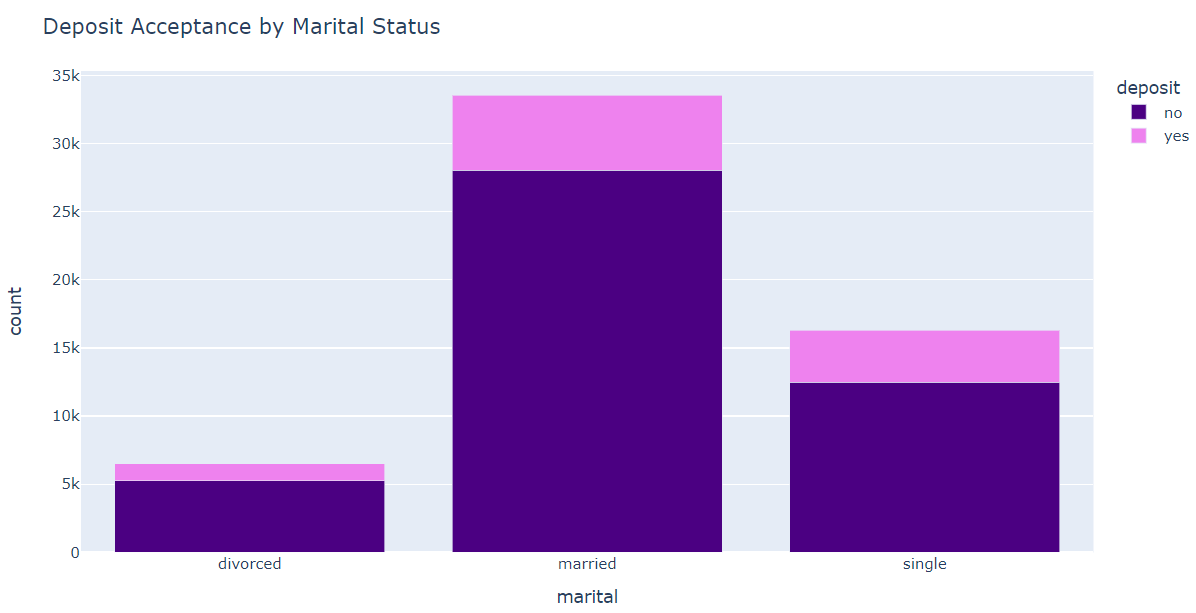 Deposit Acceptance by Marital Status
35k
30k
25k
20k
15k
10k
5k
0
count
divorced
married
single
marital
deposit
no
yes